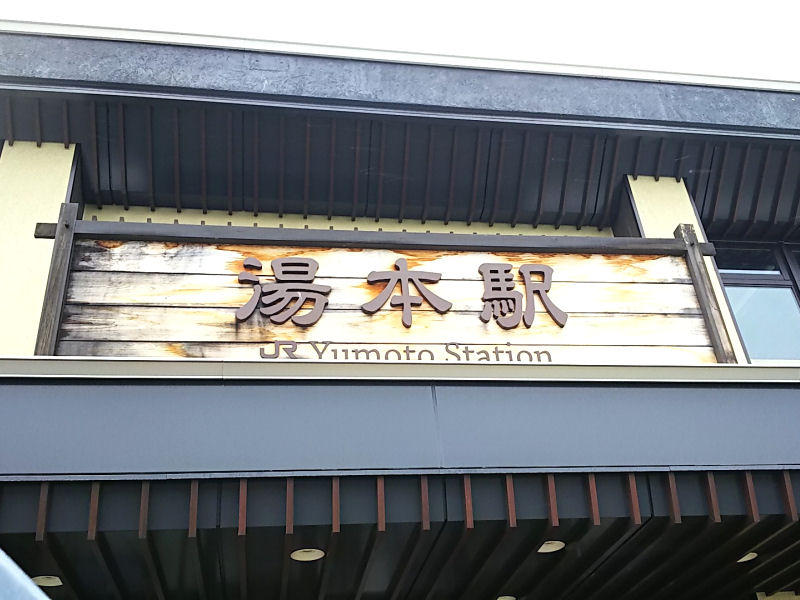 湯本駅
JR Yumoto Station